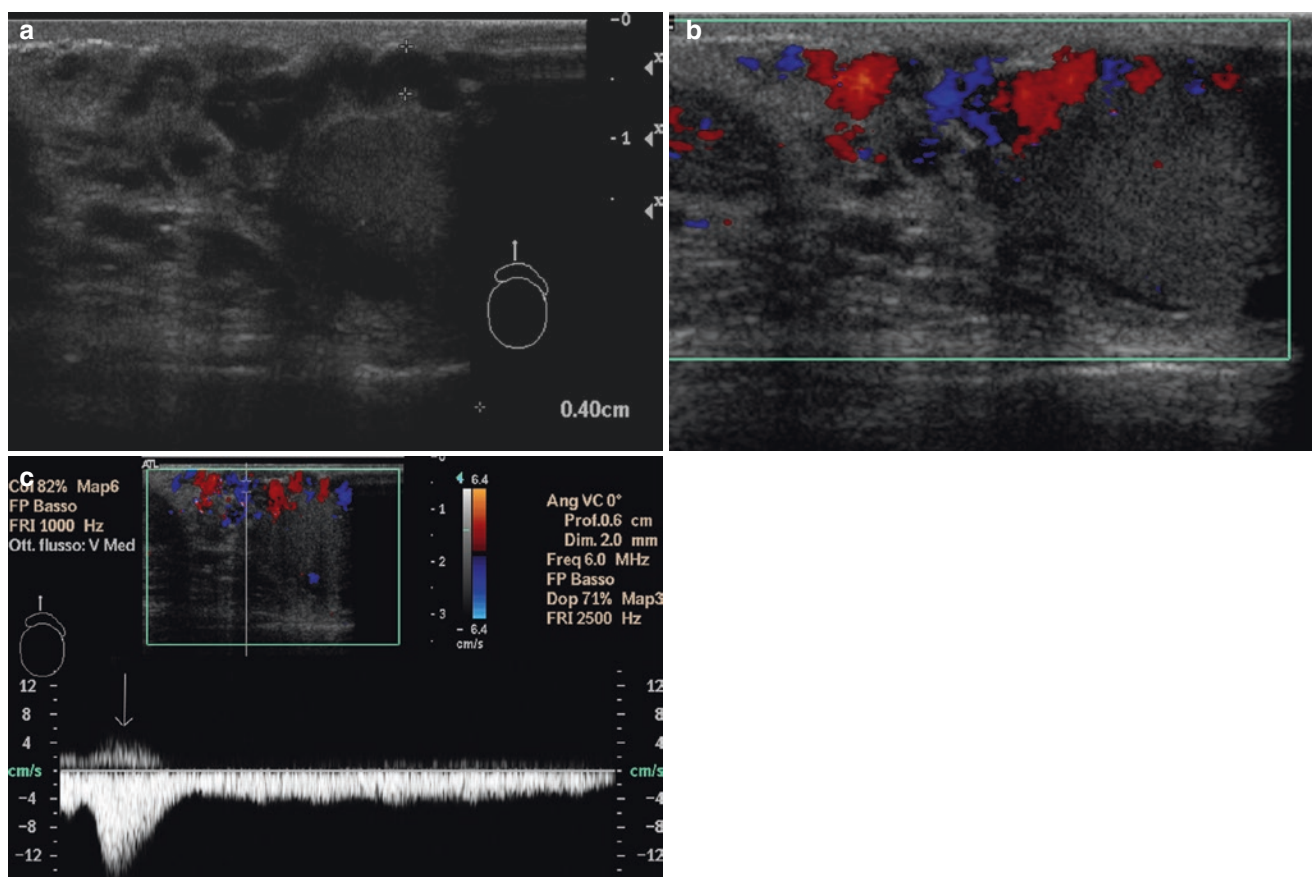 a
-0
x
-1
x
x
0.40cm
b
c
ATL
Col 82% Map6
FP Basso
FRI 1000 Hz
Ott. flusso: V Med
-0
-1
-2
-3
6.4
- 6.4
cm/s
Ang VC 0°
Prof.0.6 cm
Dim. 2.0 mm
Freq 6.0 MHz
FP Basso
Dop 71% Map3
FRI 2500 Hz
12
8
4
cm/s
-4
-8
-12
12
8
4
cm/s
-4
-8
-12